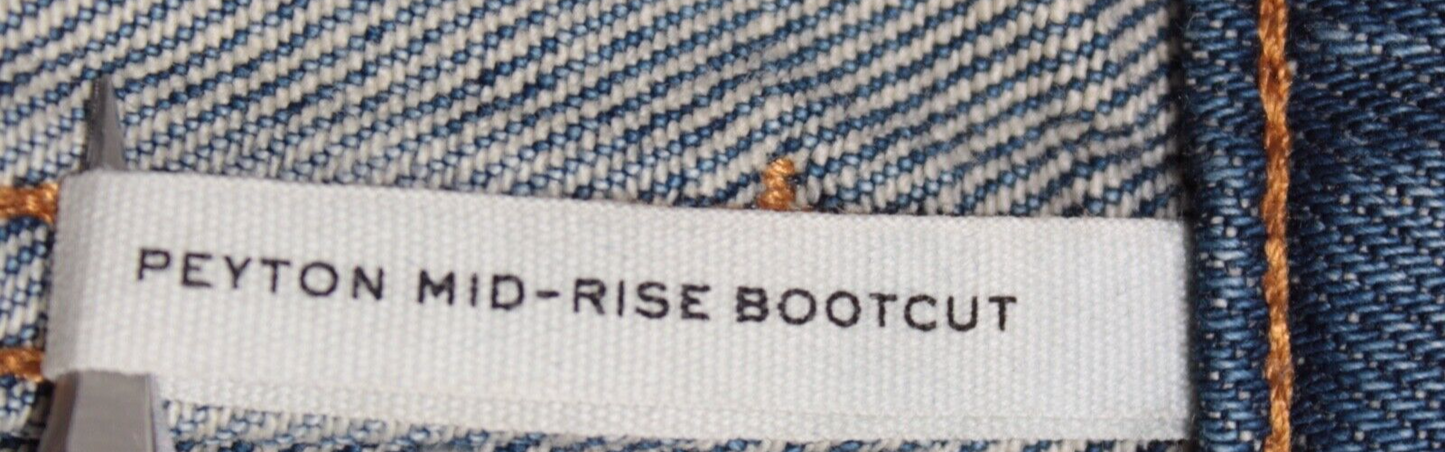 PEYTON MID-RISE BOOTCUT